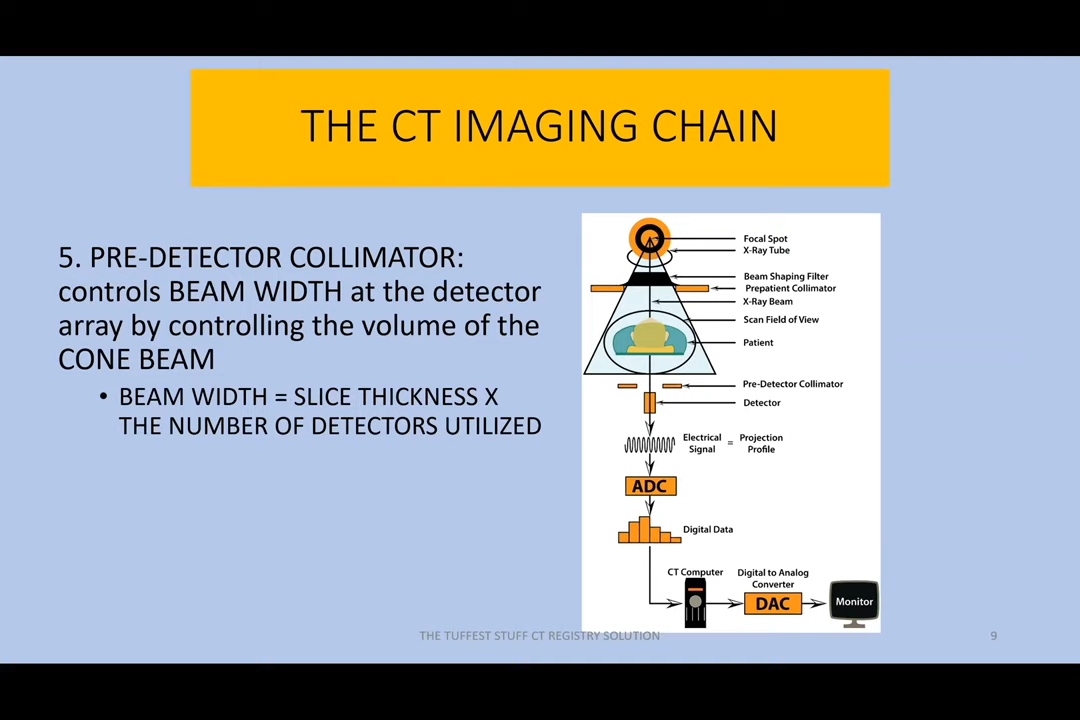 THE CT IMAGING CHAIN
5. PRE-DETECTOR COLLIMATOR:
controls BEAM WIDTH at the detector
array by controlling the volume of the
CONE BEAM
• BEAM WIDTH = SLICE THICKNESS X
THE NUMBER OF DETECTORS UTILIZED
Focal Spot
X-Ray Tube
Beam Shaping Filter
Prepatient Collimator
X-Ray Beam
Scan Field of View
Patient
Pre-Detector Collimator
Detector
Electrical
Signal
=
Projection
Profile
ADC
Digital Data
CT Computer
Digital to Analog
Converter
DAC
Monitor
THE TUFFEST STUFF CT REGISTRY SOLUTION
9